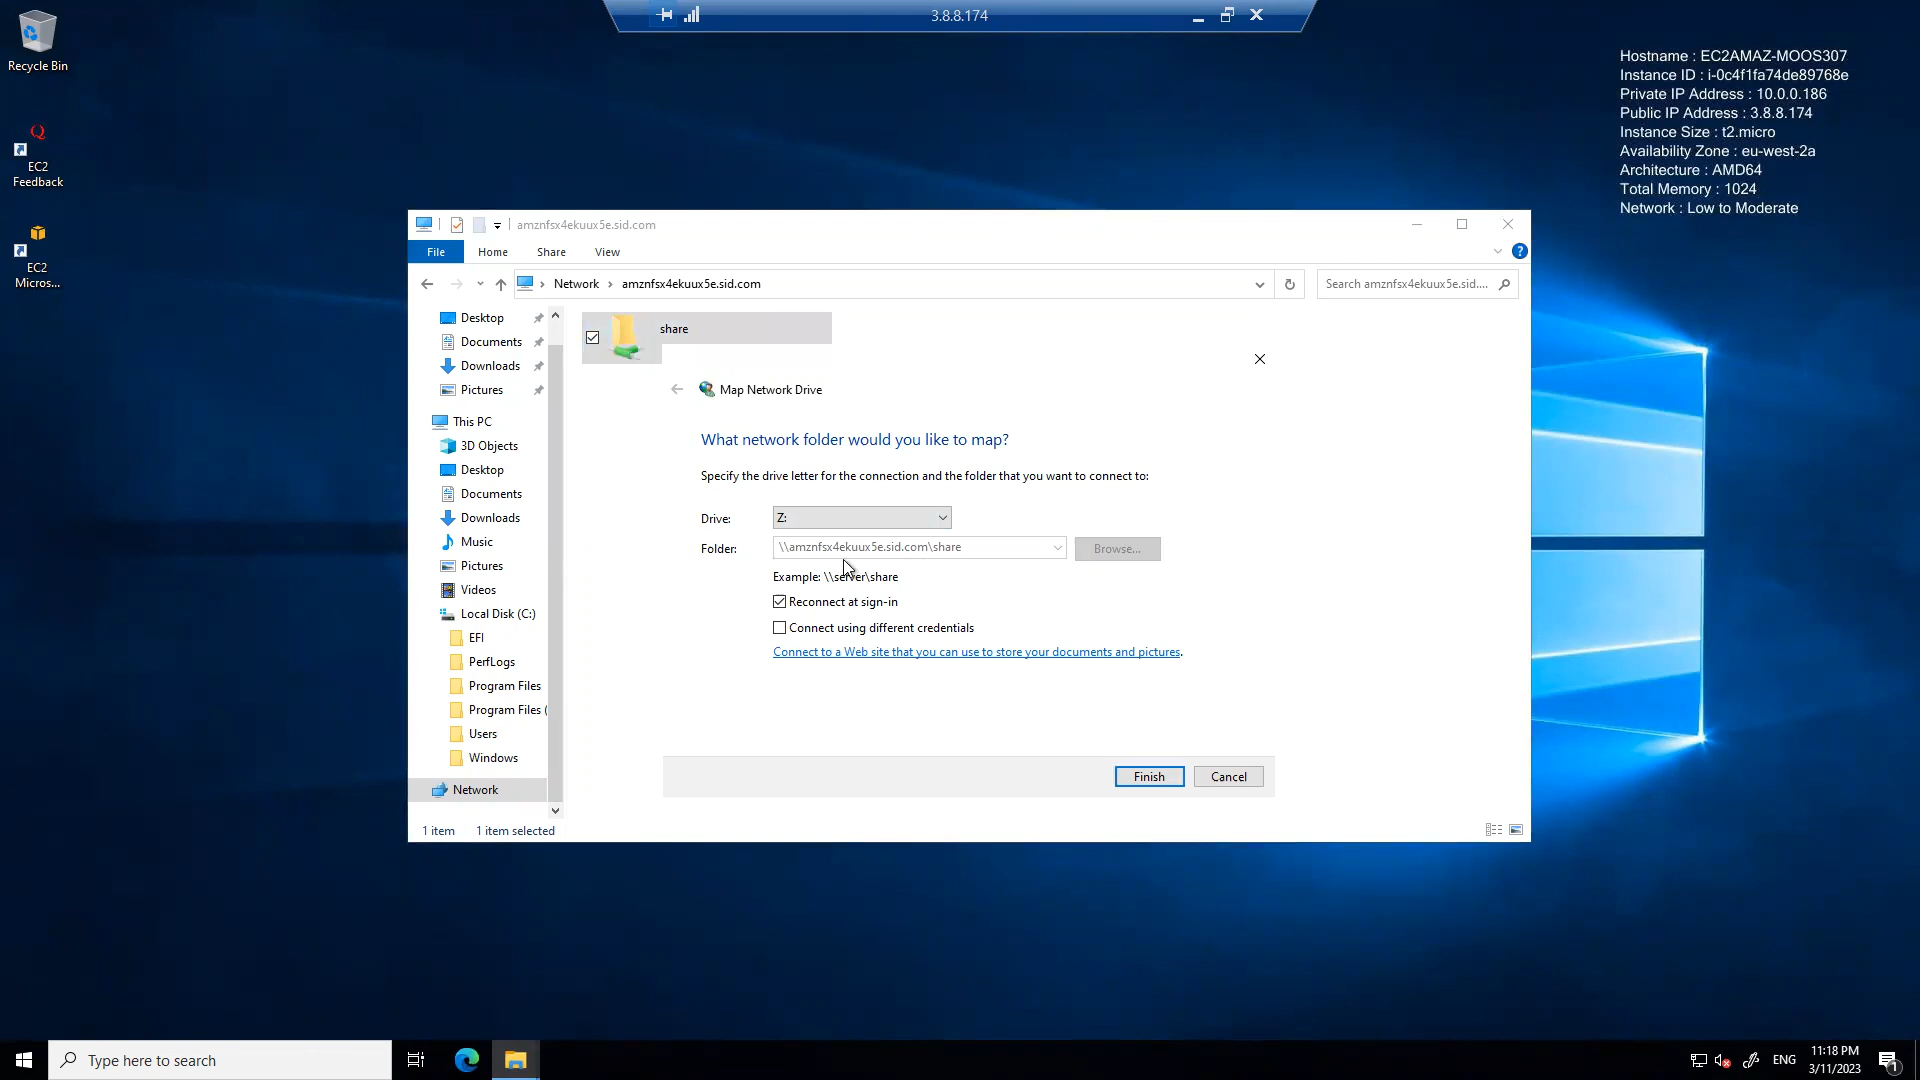 3.8.8.174
Recycle Bin
EC2
Feedback
EC2
Micros...
Hostname : EC2AMAZ-MOOS307
Instance ID : i-0c4f1fa74de89768e
Private IP Address : 10.0.0.186
Public IP Address : 3.8.8.174
Instance Size : t2.micro
Availability Zone : eu-west-2a
Architecture : AMD64
Total Memory : 1024
Network : Low to Moderate
amznfsx4ekuux5e.sid.com
File Home Share View
Network > amznfsx4ekuux5e.sid.com
Search amznfsx4ekuux5e.sid....
Desktop
Documents
Downloads
Pictures
This PC
3D Objects
Desktop
Documents
Downloads
Music
Pictures
Videos
Local Disk (C:)
EFI
PerfLogs
Program Files
Program Files (
Users
Windows
Network
1 item 1 item selected
share
Map Network Drive
What network folder would you like to map?
Specify the drive letter for the connection and the folder that you want to connect to:
Drive: Z:
Folder: \\amznfsx4ekuux5e.sid.com\share Browse...
Example: \\server\share
Reconnect at sign-in
Connect using different credentials
Connect to a Web site that you can use to store your documents and pictures.
Finish Cancel
Type here to search
ENG
11:18 PM
3/11/2023
1